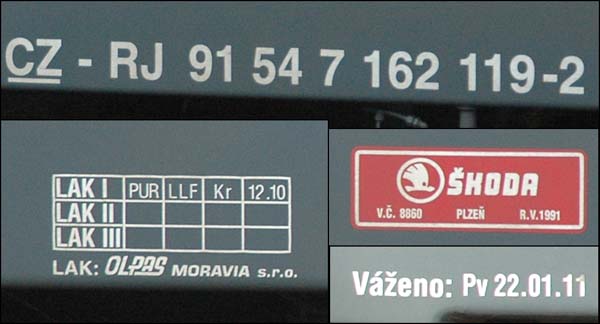 CZ - RJ 91 54 7 162 119-2
LAK I PUR LLF Kr 12.10
LAK II
LAK III
LAK: OLPAS MORAVIA s.r.o.
ŠKODA
V.Č. 8860 PLZEŇ R.V.1991
Váženo: Pv 22.01.11